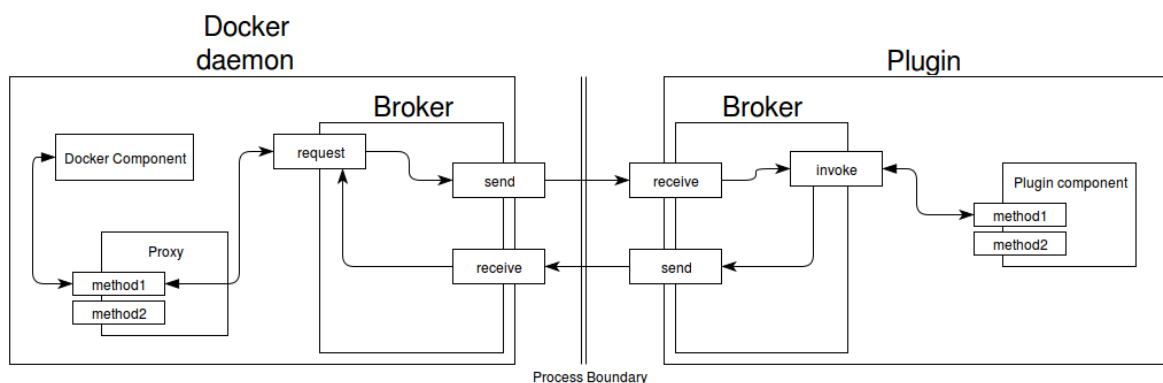 Docker
daemon
Plugin
Broker
Broker
Docker Component
request
send
receive
invoke
Plugin component
method1
method2
Proxy
method1
method2
receive
send
Process Boundary